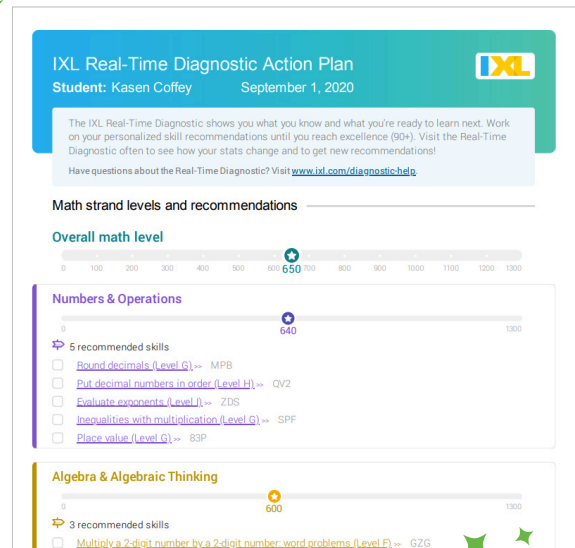 IXL Real-Time Diagnostic Action Plan
IXL
Student: Kasen Coffey September 1, 2020
The IXL Real-Time Diagnostic shows you what you know and what you're ready to learn next. Work
on your personalized skill recommendations until you reach excellence (90+). Visit the Real-Time
Diagnostic often to see how your stats change and to get new recommendations!
Have questions about the Real-Time Diagnostic? Visit www.ixl.com/diagnostic-help.
Math strand levels and recommendations
Overall math level
0 100 200 300 400 500 600 650 700 800 900 1000 1100 1200 1300
Numbers & Operations
0 640 1300
5 recommended skills
Round decimals (Level G) >> MPB
Put decimal numbers in order (Level H) >> QV2
Evaluate exponents (Level I) >> ZDS
Inequalities with multiplication (Level G) >> SPF
Place value (Level G) >> 83P
Algebra & Algebraic Thinking
0 600 1300
3 recommended skills
Multiply a 2-digit number by a 2-digit number: word problems (Level F) >> GZG